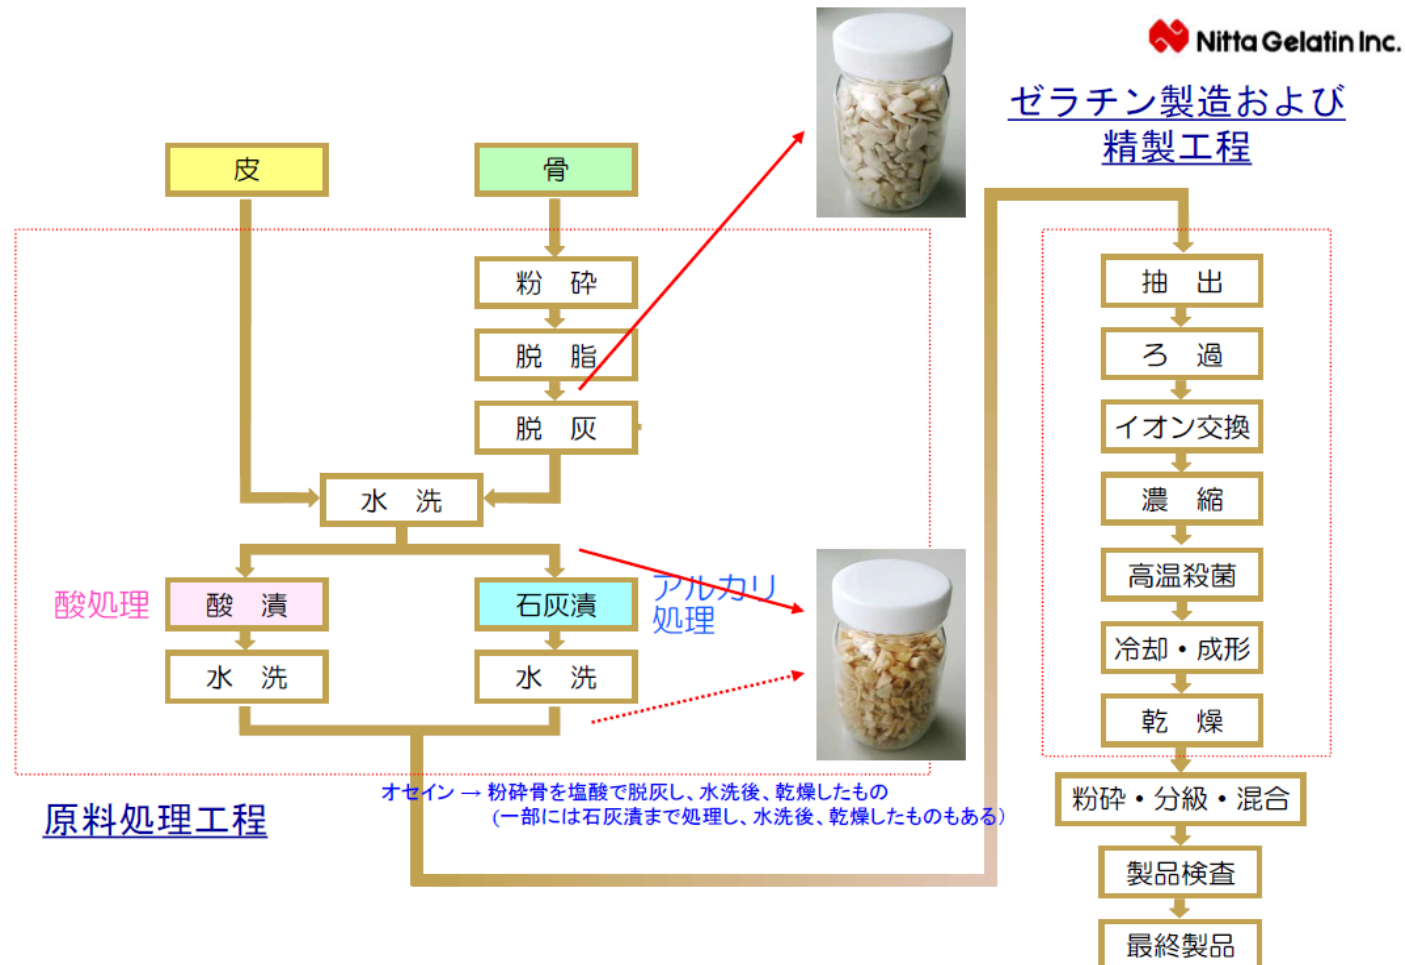 Nitta Gelatin Inc.
ゼラチン製造および
精製工程
皮
骨
粉 砕
脱 脂
脱 灰
水 洗
酸処理
酸 漬
石灰漬
アルカリ
処理
水 洗
水 洗
オセイン → 粉砕骨を塩酸で脱灰し、水洗後、乾燥したもの
(一部には石灰漬まで処理し、水洗後、乾燥したものもある)
原料処理工程
抽 出
ろ 過
イオン交換
濃 縮
高温殺菌
冷却・成形
乾 燥
粉砕・分級・混合
製品検査
最終製品